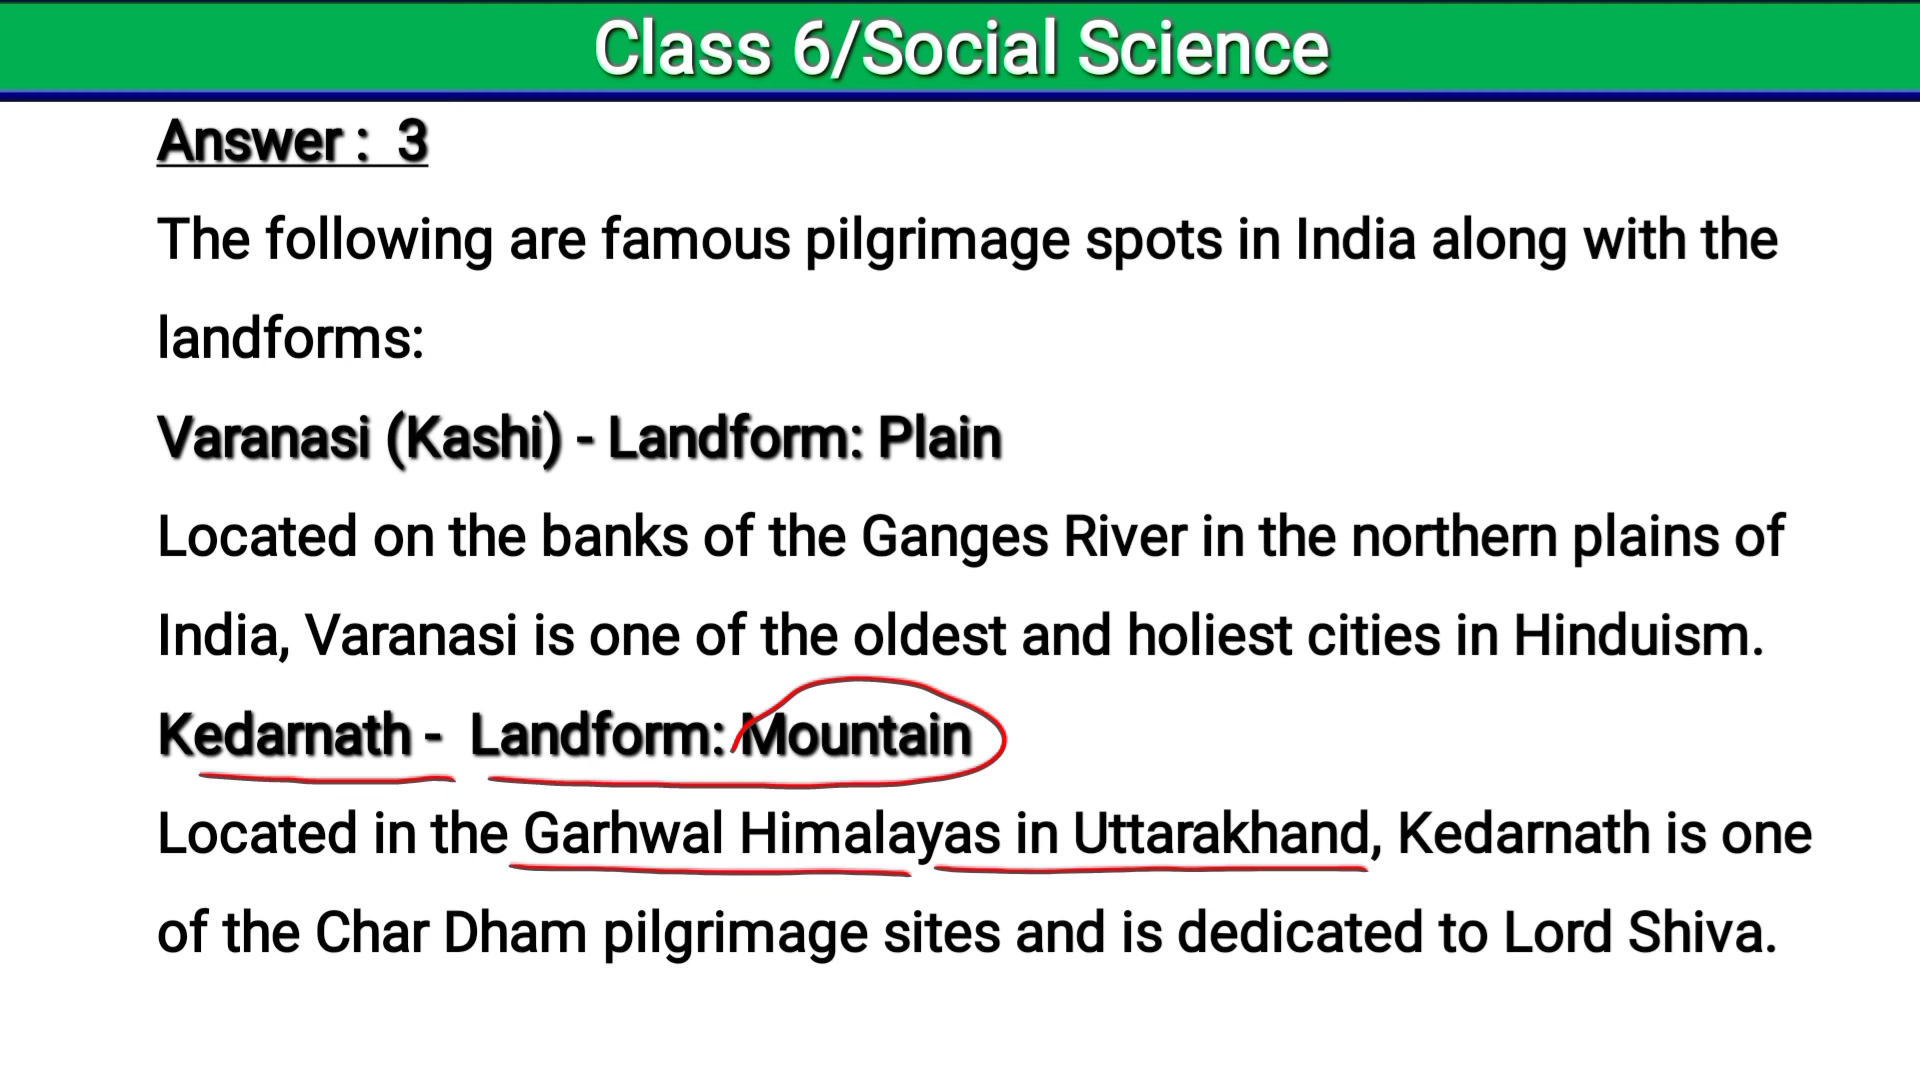 Class 6/Social Science
Answer :  3
The following are famous pilgrimage spots in India along with the
landforms:
Varanasi (Kashi) - Landform: Plain
Located on the banks of the Ganges River in the northern plains of
India, Varanasi is one of the oldest and holiest cities in Hinduism.
Kedarnath -  Landform: Mountain
Located in the Garhwal Himalayas in Uttarakhand, Kedarnath is one
of the Char Dham pilgrimage sites and is dedicated to Lord Shiva.